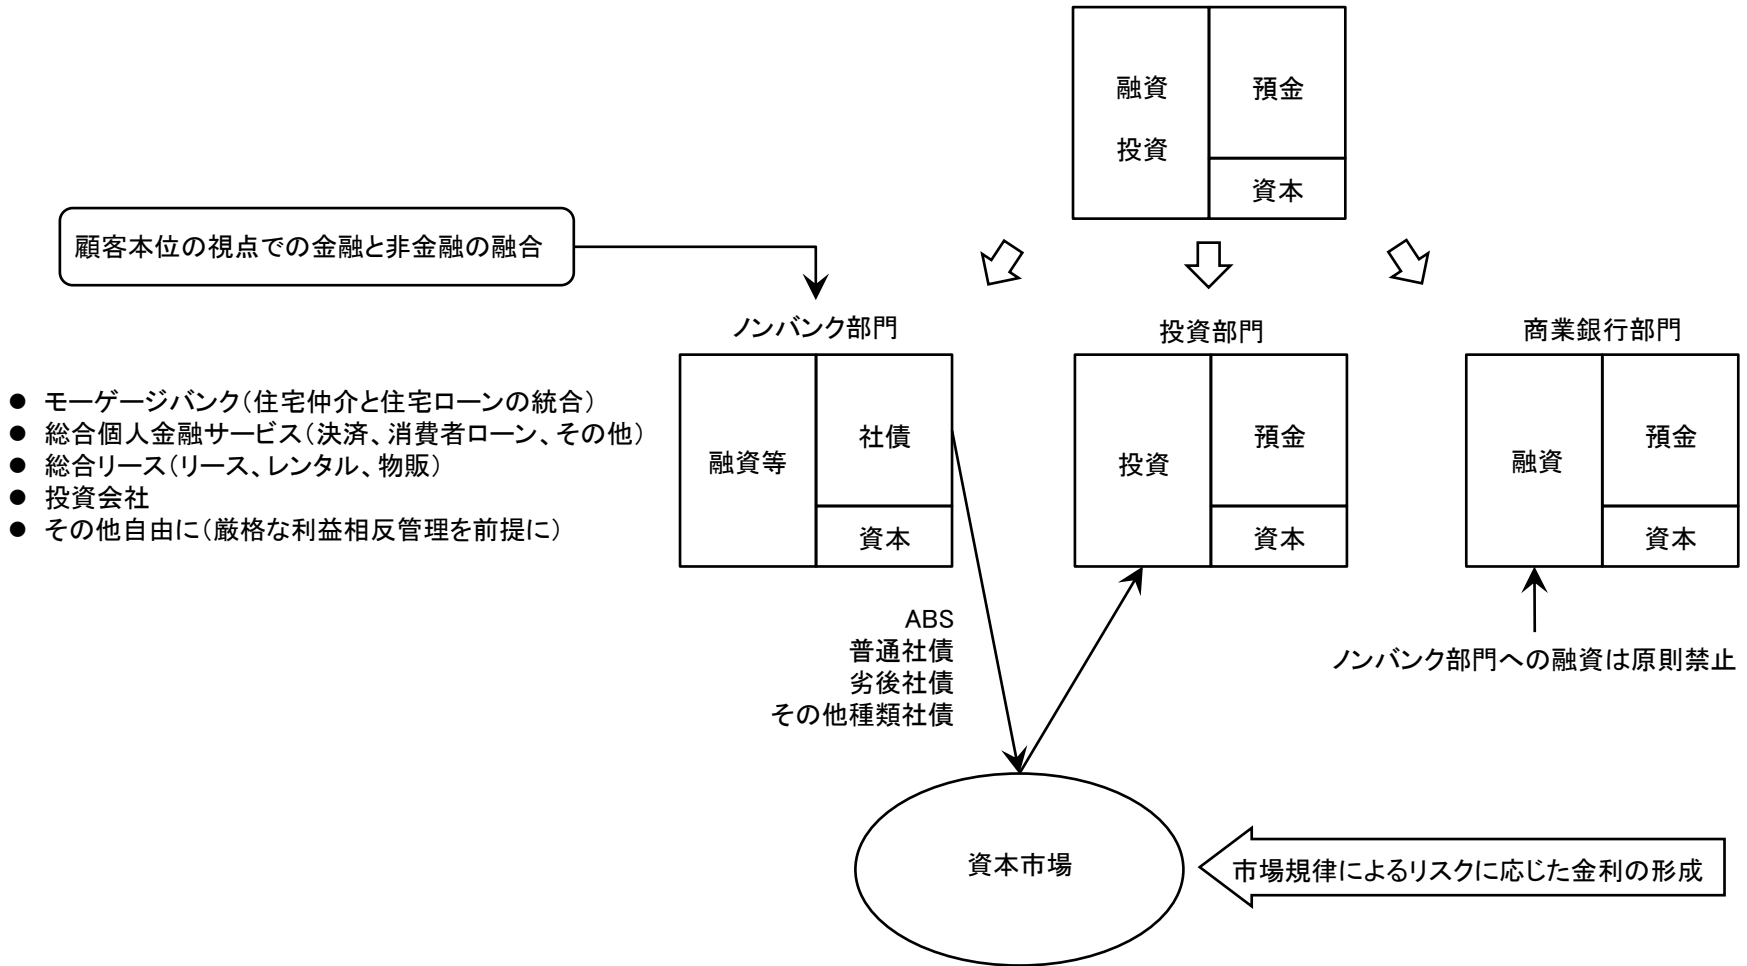 融資
投資
預金
資本
顧客本位の視点での金融と非金融の融合
ノンバンク部門
投資部門
商業銀行部門
● モーゲージバンク（住宅仲介と住宅ローンの統合）
● 総合個人金融サービス（決済、消費者ローン、その他）
● 総合リース（リース、レンタル、物販）
● 投資会社
● その他自由に（厳格な利益相反管理を前提に）
融資等
社債
資本
投資
預金
資本
融資
預金
資本
ABS
普通社債
劣後社債
その他種類社債
ノンバンク部門への融資は原則禁止
資本市場
市場規律によるリスクに応じた金利の形成